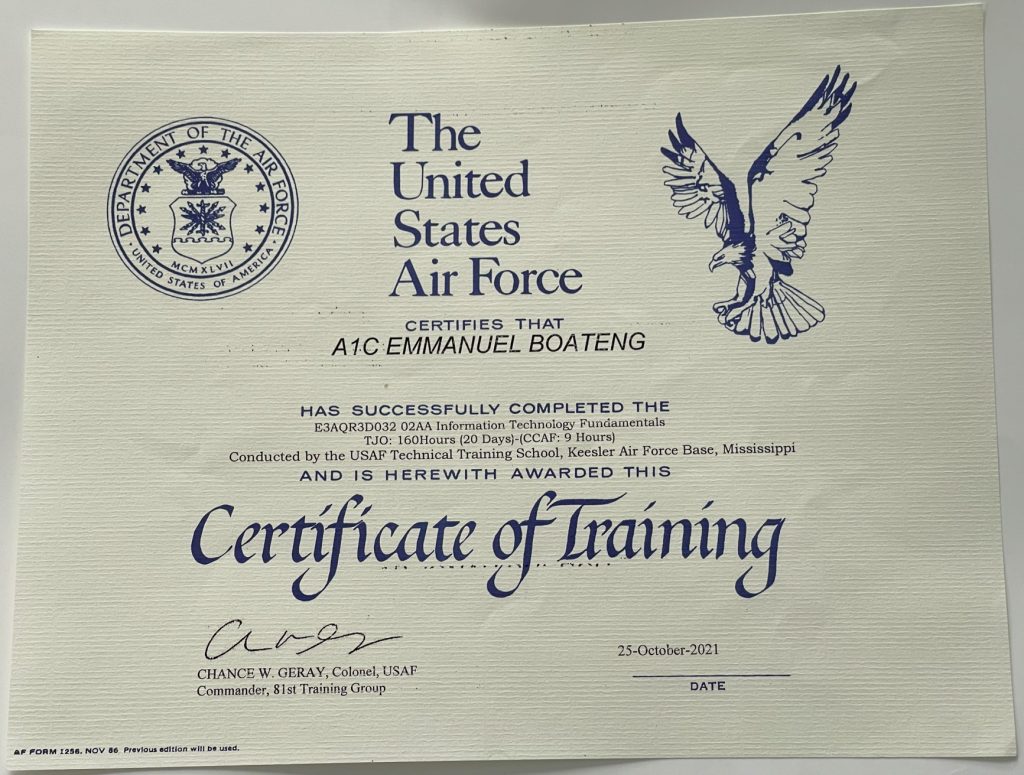 DEPARTMENT OF THE AIR FORCE
MCMXLVII
UNITED STATES OF AMERICA
The
United
States
Air Force
CERTIFIES THAT
A1C EMMANUEL BOATENG
HAS SUCCESSFULLY COMPLETED THE
E3AQR3D032 02AA Information Technology Fundamentals
TJO: 160Hours (20 Days)-(CCAF: 9 Hours)
Conducted by the USAF Technical Training School, Keesler Air Force Base, Mississippi
AND IS HEREWITH AWARDED THIS
Certificate of Training
CHANCE W. GERAY, Colonel, USAF
Commander, 81st Training Group
25-October-2021
DATE
AF FORM 1256, NOV 86 Previous edition will be used.